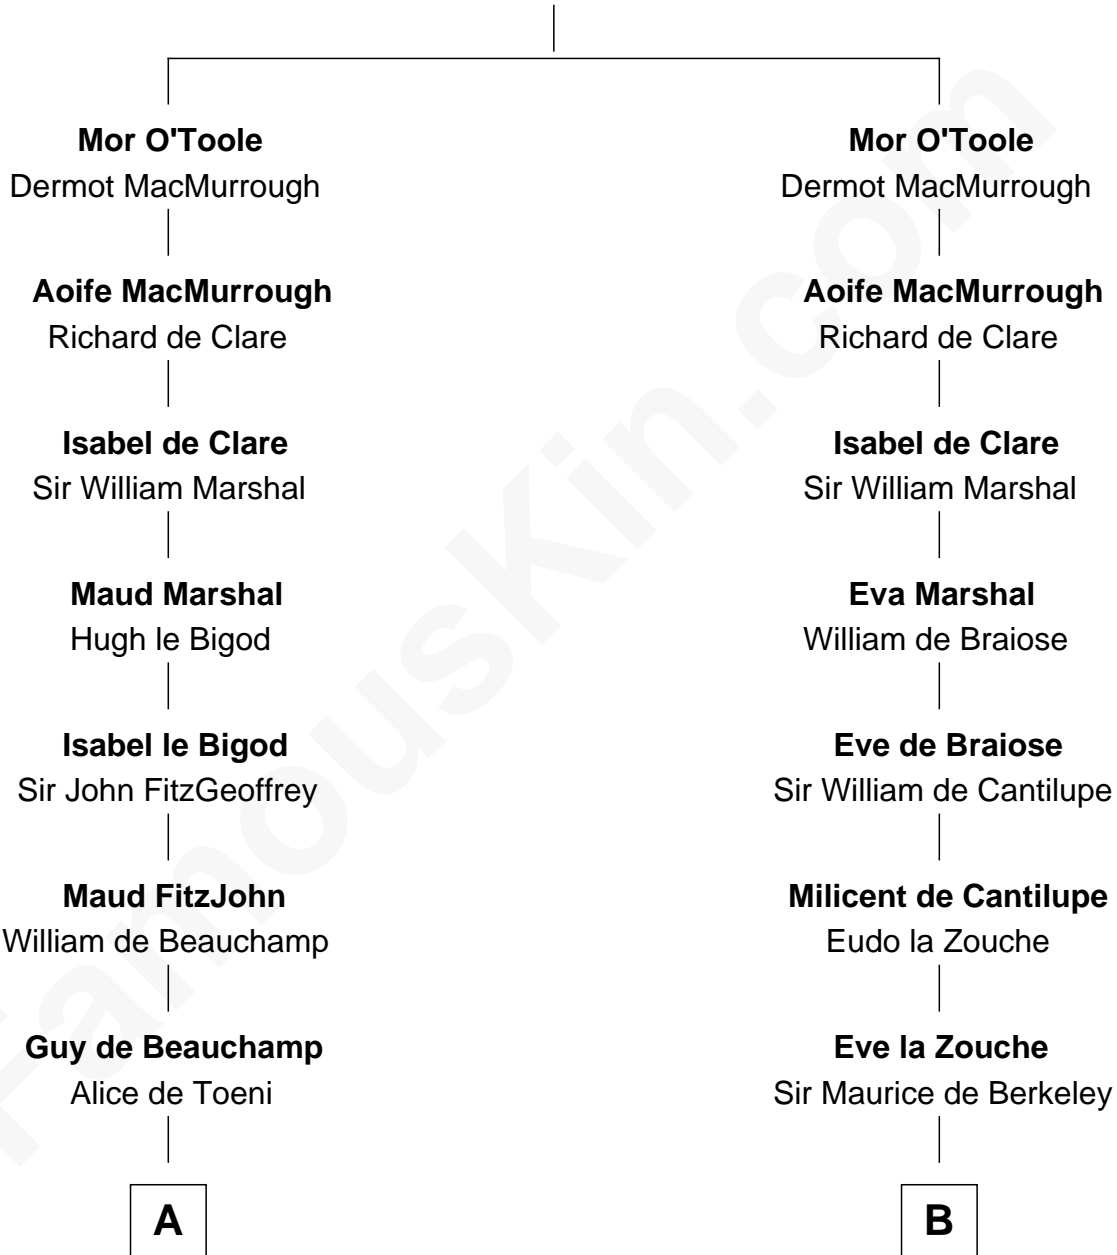 Mor O'Toole
Dermot MacMurrough
Aoife MacMurrough
Richard de Clare
Isabel de Clare
Sir William Marshal
Maud Marshal
Hugh le Bigod
Isabel le Bigod
Sir John FitzGeoffrey
Maud FitzJohn
William de Beauchamp
Guy de Beauchamp
Alice de Toeni
A
Mor O'Toole
Dermot MacMurrough
Aoife MacMurrough
Richard de Clare
Isabel de Clare
Sir William Marshal
Eva Marshal
William de Braiose
Eve de Braiose
Sir William de Cantilupe
Milicent de Cantilupe
Eudo la Zouche
Eve la Zouche
Sir Maurice de Berkeley
B
FamousKin.com